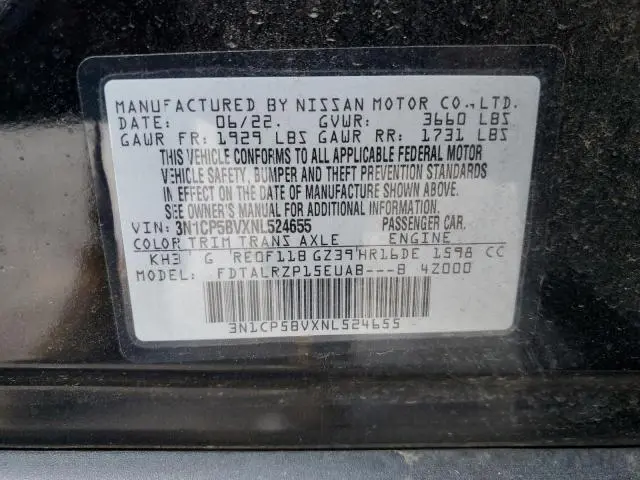 MANUFACTURED BY NISSAN MOTOR CO.,LTD.
DATE: 06/22. GVWR: 3660 LBS
GAWR FR: 1929 LBS GAWR RR: 1731 LBS
THIS VEHICLE CONFORMS TO ALL APPLICABLE FEDERAL MOTOR
VEHICLE SAFETY, BUMPER AND THEFT PREVENTION STANDARDS
IN EFFECT ON THE DATE OF MANUFACTURE SHOWN ABOVE.
SEE OWNER'S MANUAL FOR ADDITIONAL INFORMATION.
VIN: 3N1CP5BVXNL524655 PASSENGER CAR.
COLOR TRIM TRANS AXLE ENGINE
KH3 G RE0F11B GZ39 HR16DE 1598 CC
MODEL: FDTALRZP15EUAB---B 4Z000
3N1CP5BVXNL524655